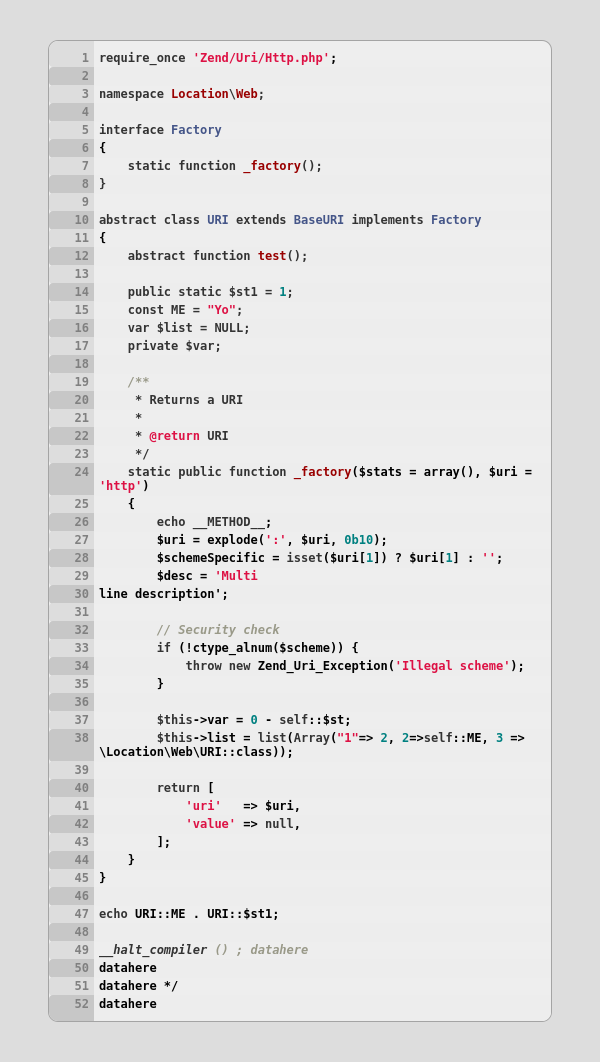 1 require_once 'Zend/Uri/Http.php';
2
3 namespace Location\Web;
4
5 interface Factory
6 {
7     static function _factory();
8 }
9
10 abstract class URI extends BaseURI implements Factory
11 {
12     abstract function test();
13
14     public static $st1 = 1;
15     const ME = "Yo";
16     var $list = NULL;
17     private $var;
18
19     /**
20      * Returns a URI
21      *
22      * @return URI
23      */
24     static public function _factory($stats = array(), $uri =
'http')
25     {
26         echo __METHOD__;
27         $uri = explode(':', $uri, 0b10);
28         $schemeSpecific = isset($uri[1]) ? $uri[1] : '';
29         $desc = 'Multi
30 line description';
31
32         // Security check
33         if (!ctype_alnum($scheme)) {
34             throw new Zend_Uri_Exception('Illegal scheme');
35         }
36
37         $this->var = 0 - self::$st;
38         $this->list = list(Array("1"=> 2, 2=>self::ME, 3 =>
\Location\Web\URI::class));
39
40         return [
41             'uri'   => $uri,
42             'value' => null,
43         ];
44     }
45 }
46
47 echo URI::ME . URI::$st1;
48
49 __halt_compiler () ; datahere
50 datahere
51 datahere */
52 datahere